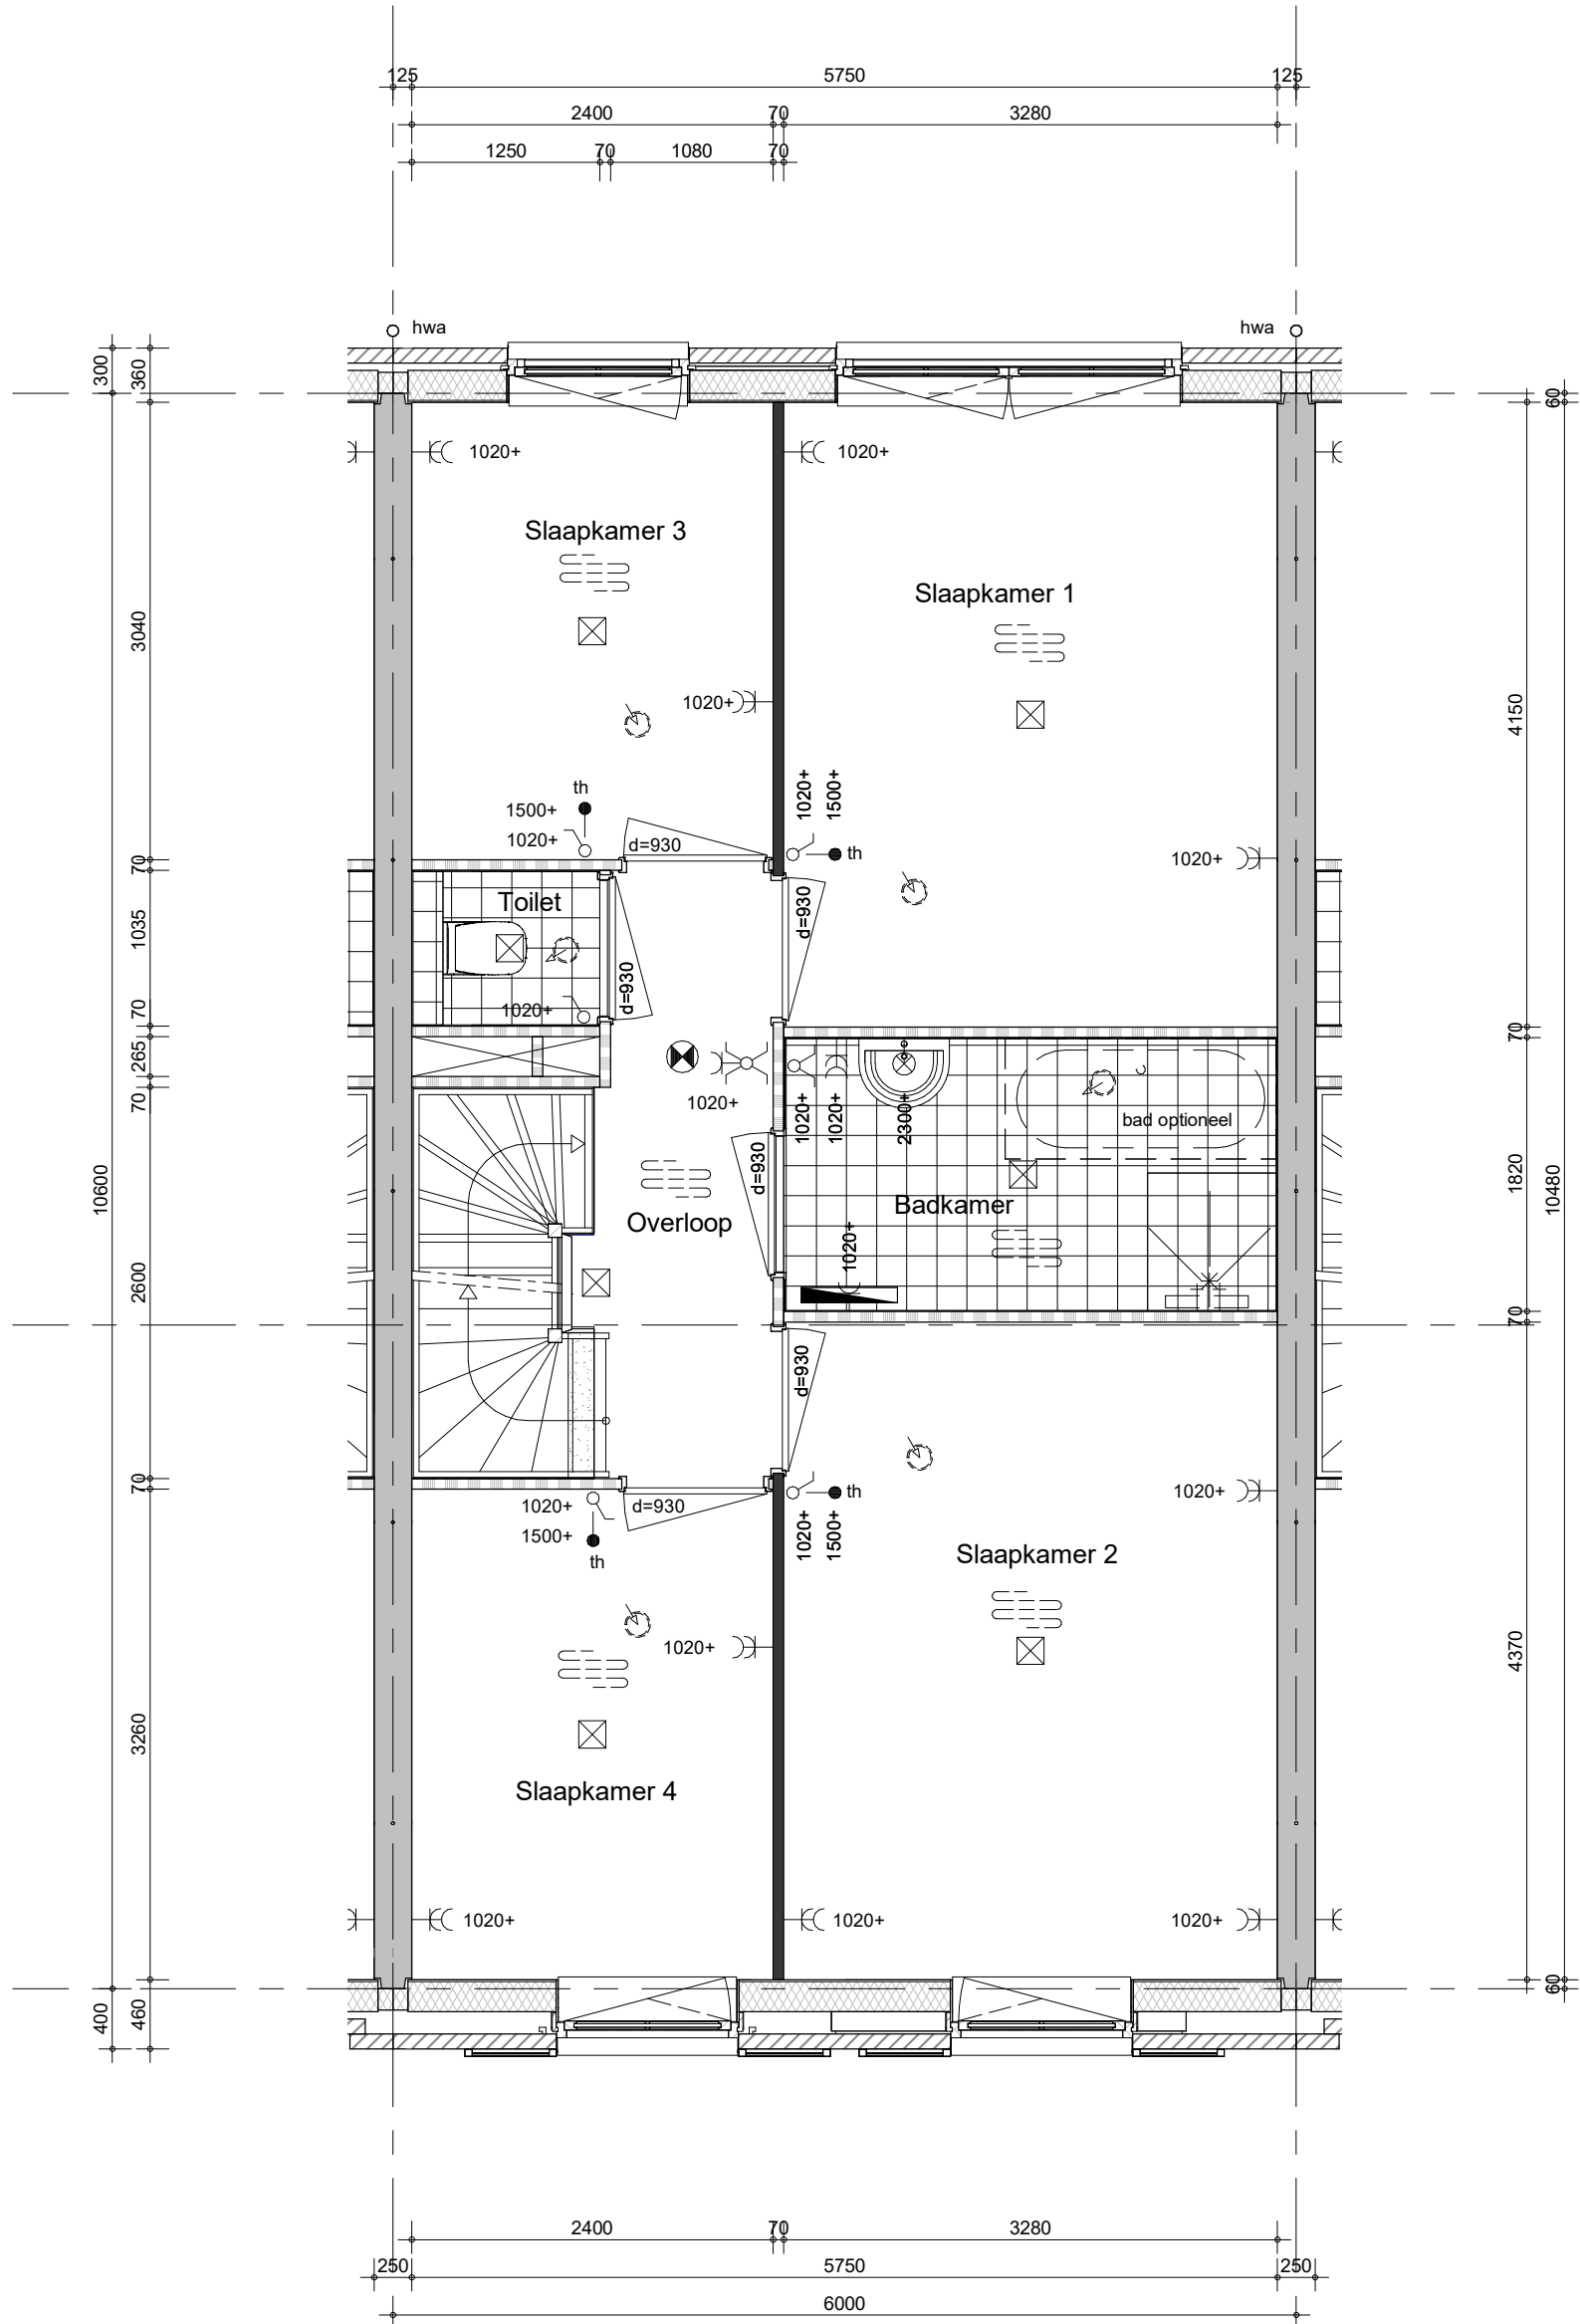 125 5750 125
2400 70 3280
1250 70 1080 70
hwa hwa
300 360 60
1020+ 1020+
Slaapkamer 3
Slaapkamer 1
3040
4150
1020+
th
1500+
1020+
d=930
1020+
1500+
th
1020+
70
Toilet
d=930
d=930
1035
1020+
70
70
265
1020+
1020+
1020+
2300+
bad optioneel
70
d=930
10600
1820
10480
Badkamer
Overloop
1020+
2600
70
d=930
70
1020+
d=930
1500+
th
th
1020+
1500+
1020+
Slaapkamer 2
1020+
4370
3260
Slaapkamer 4
1020+ 1020+ 1020+
400 460 60
2400 70 3280
250 5750 250
6000